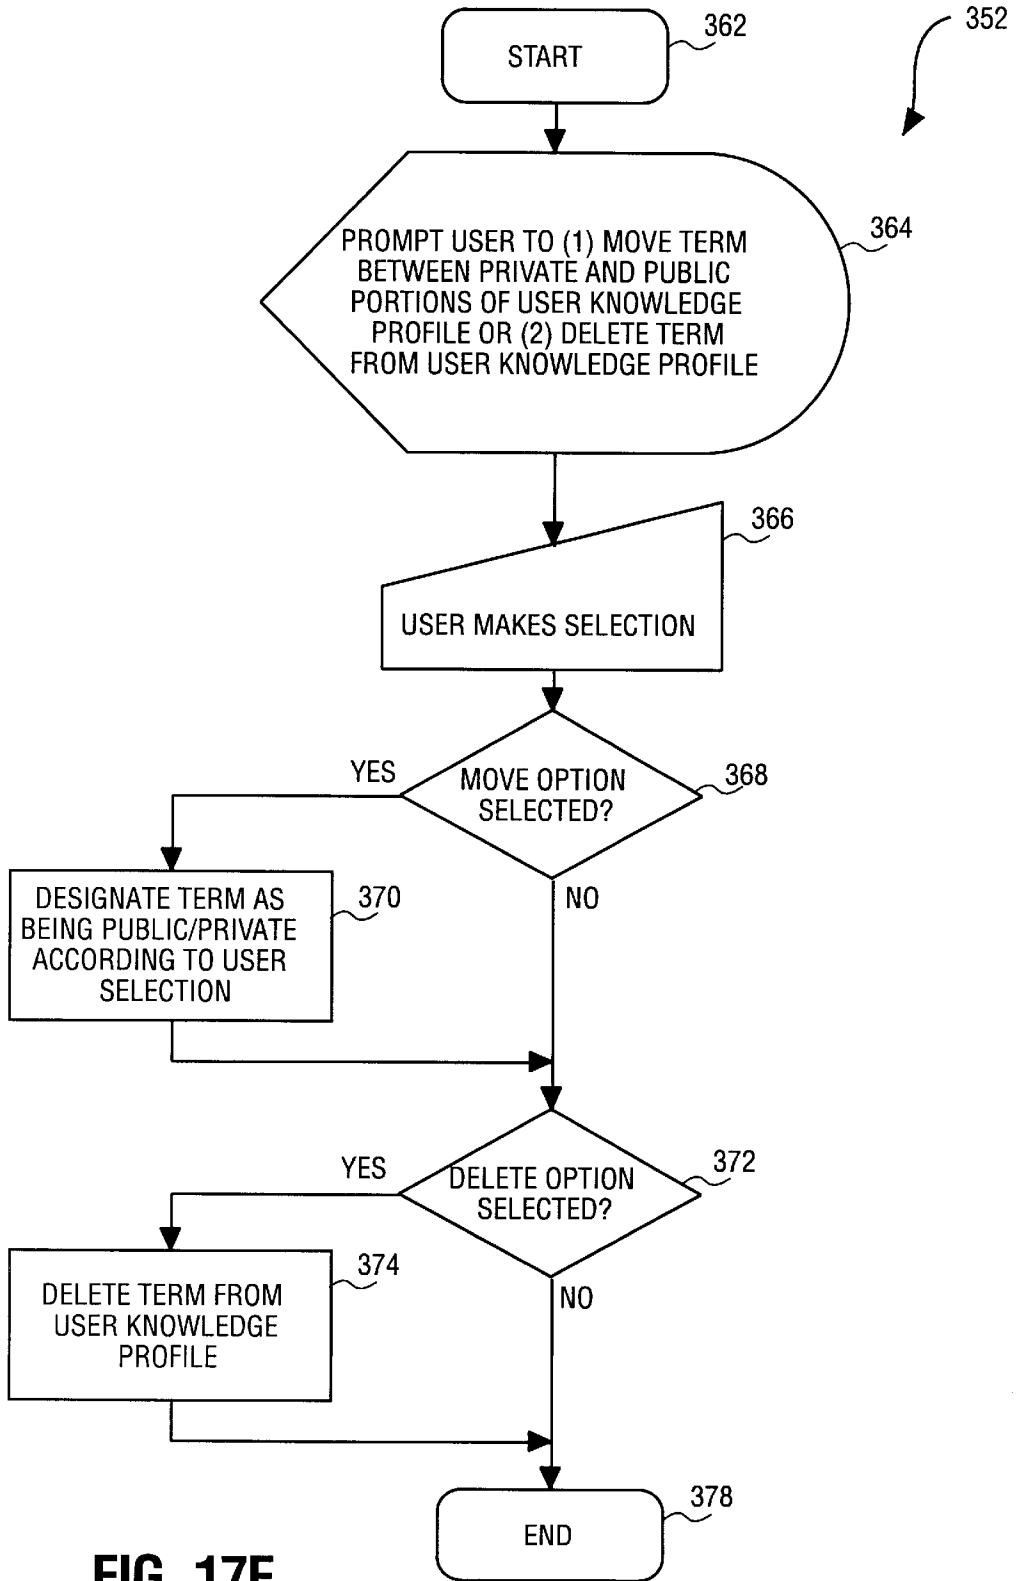 START
362
352
PROMPT USER TO (1) MOVE TERM
BETWEEN PRIVATE AND PUBLIC
PORTIONS OF USER KNOWLEDGE
PROFILE OR (2) DELETE TERM
FROM USER KNOWLEDGE PROFILE
364
366
USER MAKES SELECTION
YES
MOVE OPTION
SELECTED?
368
NO
DESIGNATE TERM AS
BEING PUBLIC/PRIVATE
ACCORDING TO USER
SELECTION
370
YES
DELETE OPTION
SELECTED?
372
NO
DELETE TERM FROM
USER KNOWLEDGE
PROFILE
374
END
378
FIG. 17F